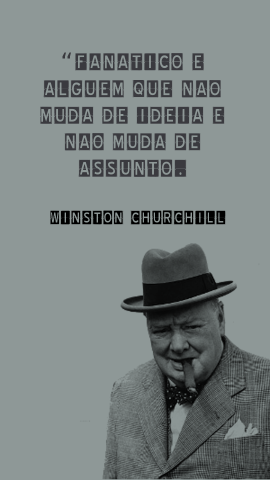 “FANATICO E
ALGUEM QUE NAO
MUDA DE IDEIA E
NAO MUDA DE
ASSUNTO.
WINSTON CHURCHILL